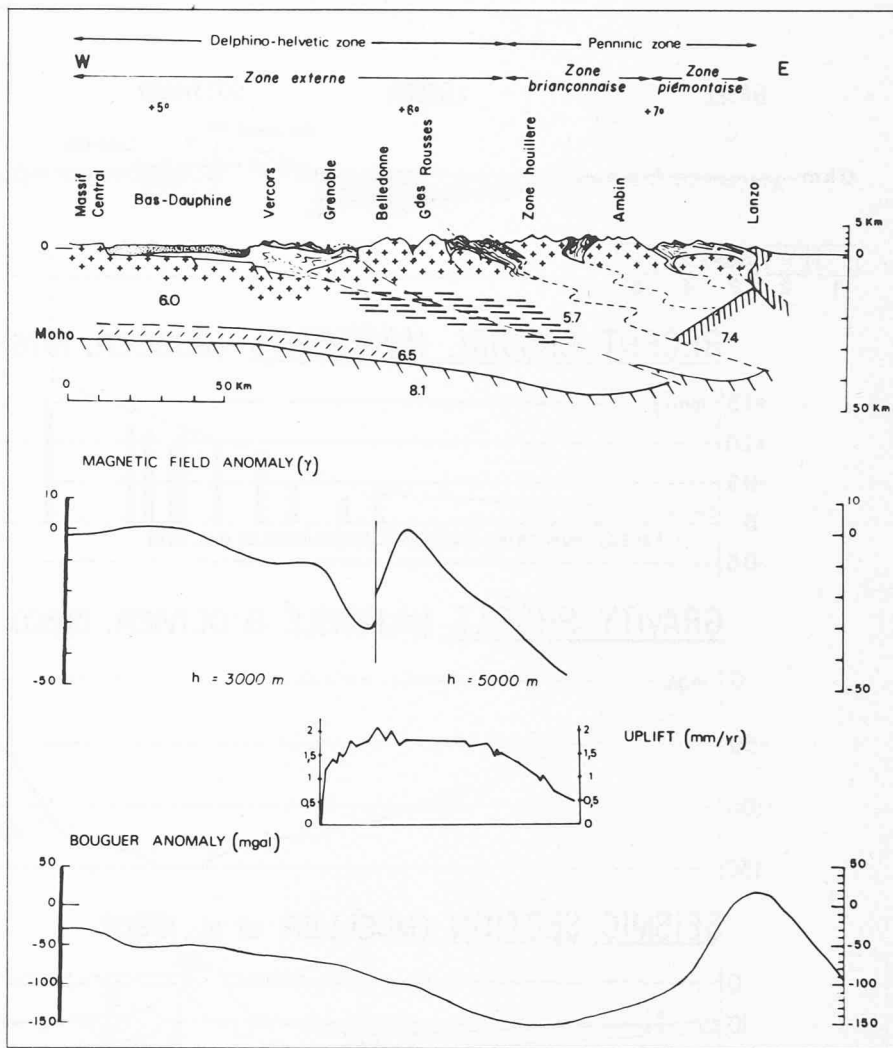 Delphino-helvetic zone Penninic zone
W E
Zone externe Zone briançonnaise Zone piémontaise
+5° +6° +7°
Massif Central
Bas-Dauphiné
Vercors
Grenoble
Belledonne
Gdes Rousses
Zone houillere
Ambin
Lanzo
5 Km
0 0
6.0 5.7
7.4
Moho
6.5
8.1
0 50 Km
50 Km
MAGNETIC FIELD ANOMALY (γ)
10 10
0 0
-50 -50
h = 3000 m h = 5000 m
UPLIFT (mm/yr)
2 2
1,5 1,5
1 1
0,5 0,5
0 0
BOUGUER ANOMALY (mgal)
50 50
0 0
-50 -50
-100 -100
-150 -150